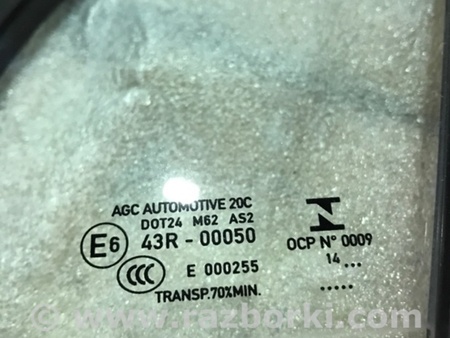 AGC AUTOMOTIVE 20C
DOT24 M62 AS2
E6 43R - 00050
CCC E 000255
TRANSP.70%MIN.
N
OCP N° 0009
14 ...
.....
© www.razborki.com